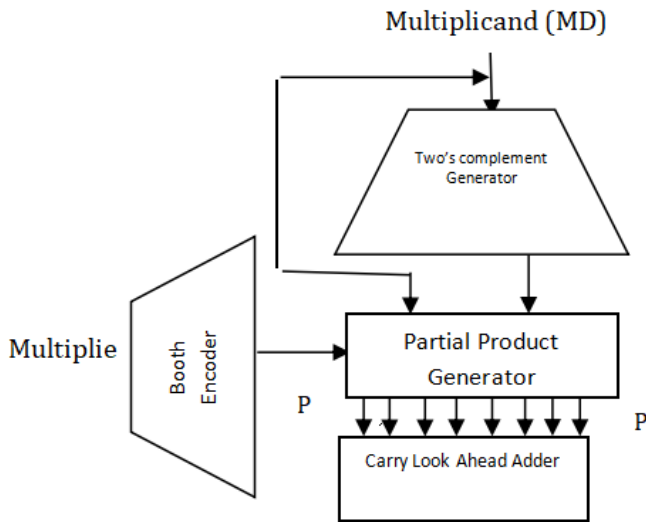 Multiplicand (MD)
Two's complement
Generator
Multiplie
Booth
Encoder
Partial Product
Generator
P
P
Carry Look Ahead Adder